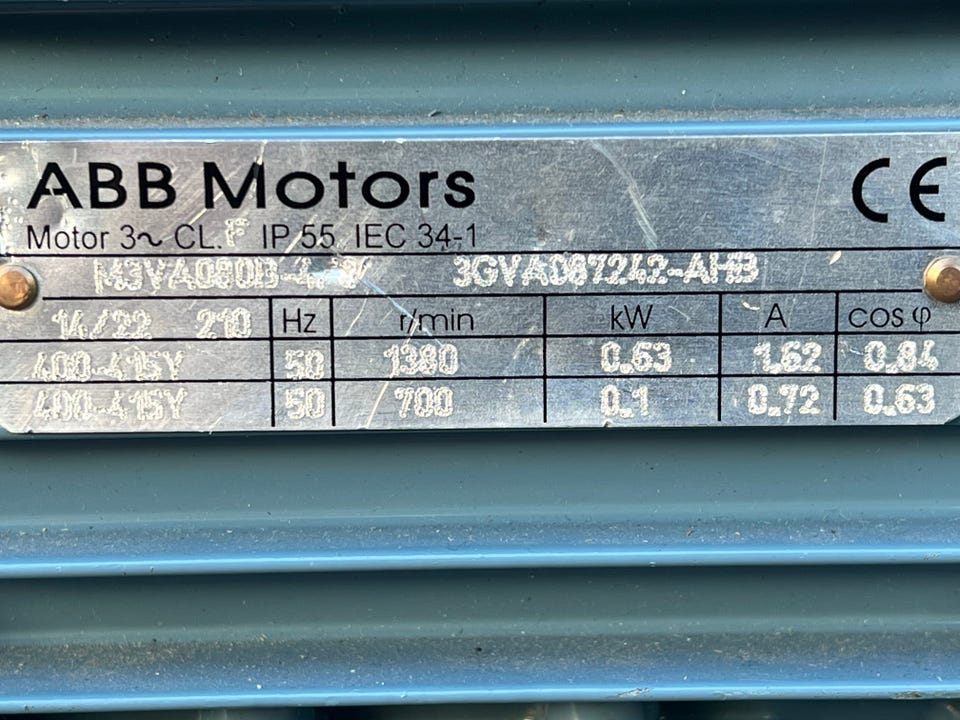 ABB Motors CE
Motor 3~ CL. F IP 55 IEC 34-1
3GVA087242-AHB
14/22 210 Hz r/min kW A cos φ
400-415Y 50 1380 0.63 1.62 0.84
400-415Y 50 700 0.1 0.72 0.63